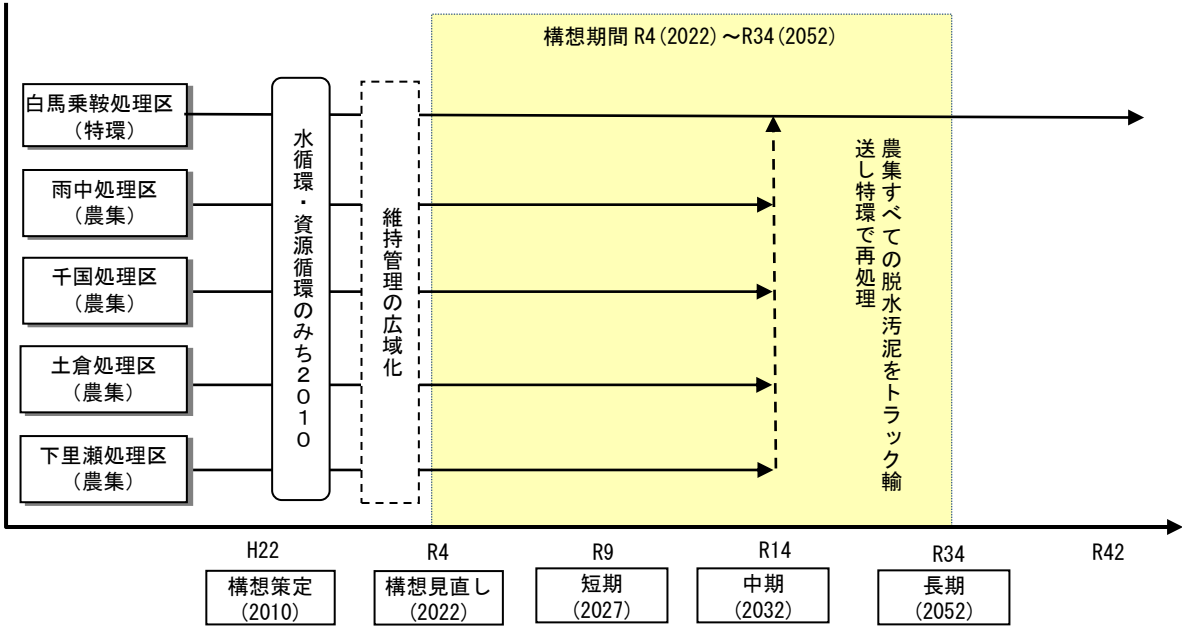 構想期間 R4(2022)～R34(2052)
白馬乗鞍処理区
（特環）
雨中処理区
（農集）
千国処理区
（農集）
土倉処理区
（農集）
下里瀬処理区
（農集）
水循環・資源循環のみち２０１０
維持管理の広域化
農集すべての脱水汚泥をトラック輸
送し特環で再処理
H22
R4
R9
R14
R34
R42
構想策定
(2010)
構想見直し
(2022)
短期
(2027)
中期
(2032)
長期
(2052)